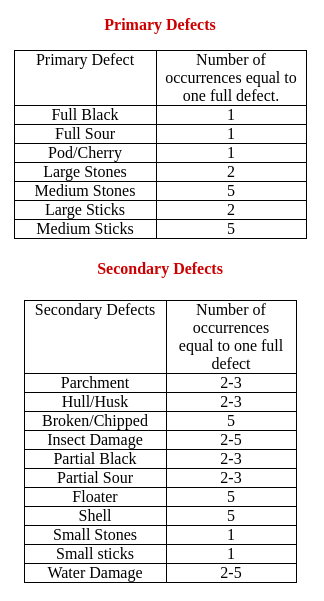 Primary Defects
Primary Defect Number of
occurrences equal to
one full defect.
Full Black 1
Full Sour 1
Pod/Cherry 1
Large Stones 2
Medium Stones 5
Large Sticks 2
Medium Sticks 5
Secondary Defects
Secondary Defects Number of
occurrences
equal to one full
defect
Parchment 2-3
Hull/Husk 2-3
Broken/Chipped 5
Insect Damage 2-5
Partial Black 2-3
Partial Sour 2-3
Floater 5
Shell 5
Small Stones 1
Small sticks 1
Water Damage 2-5